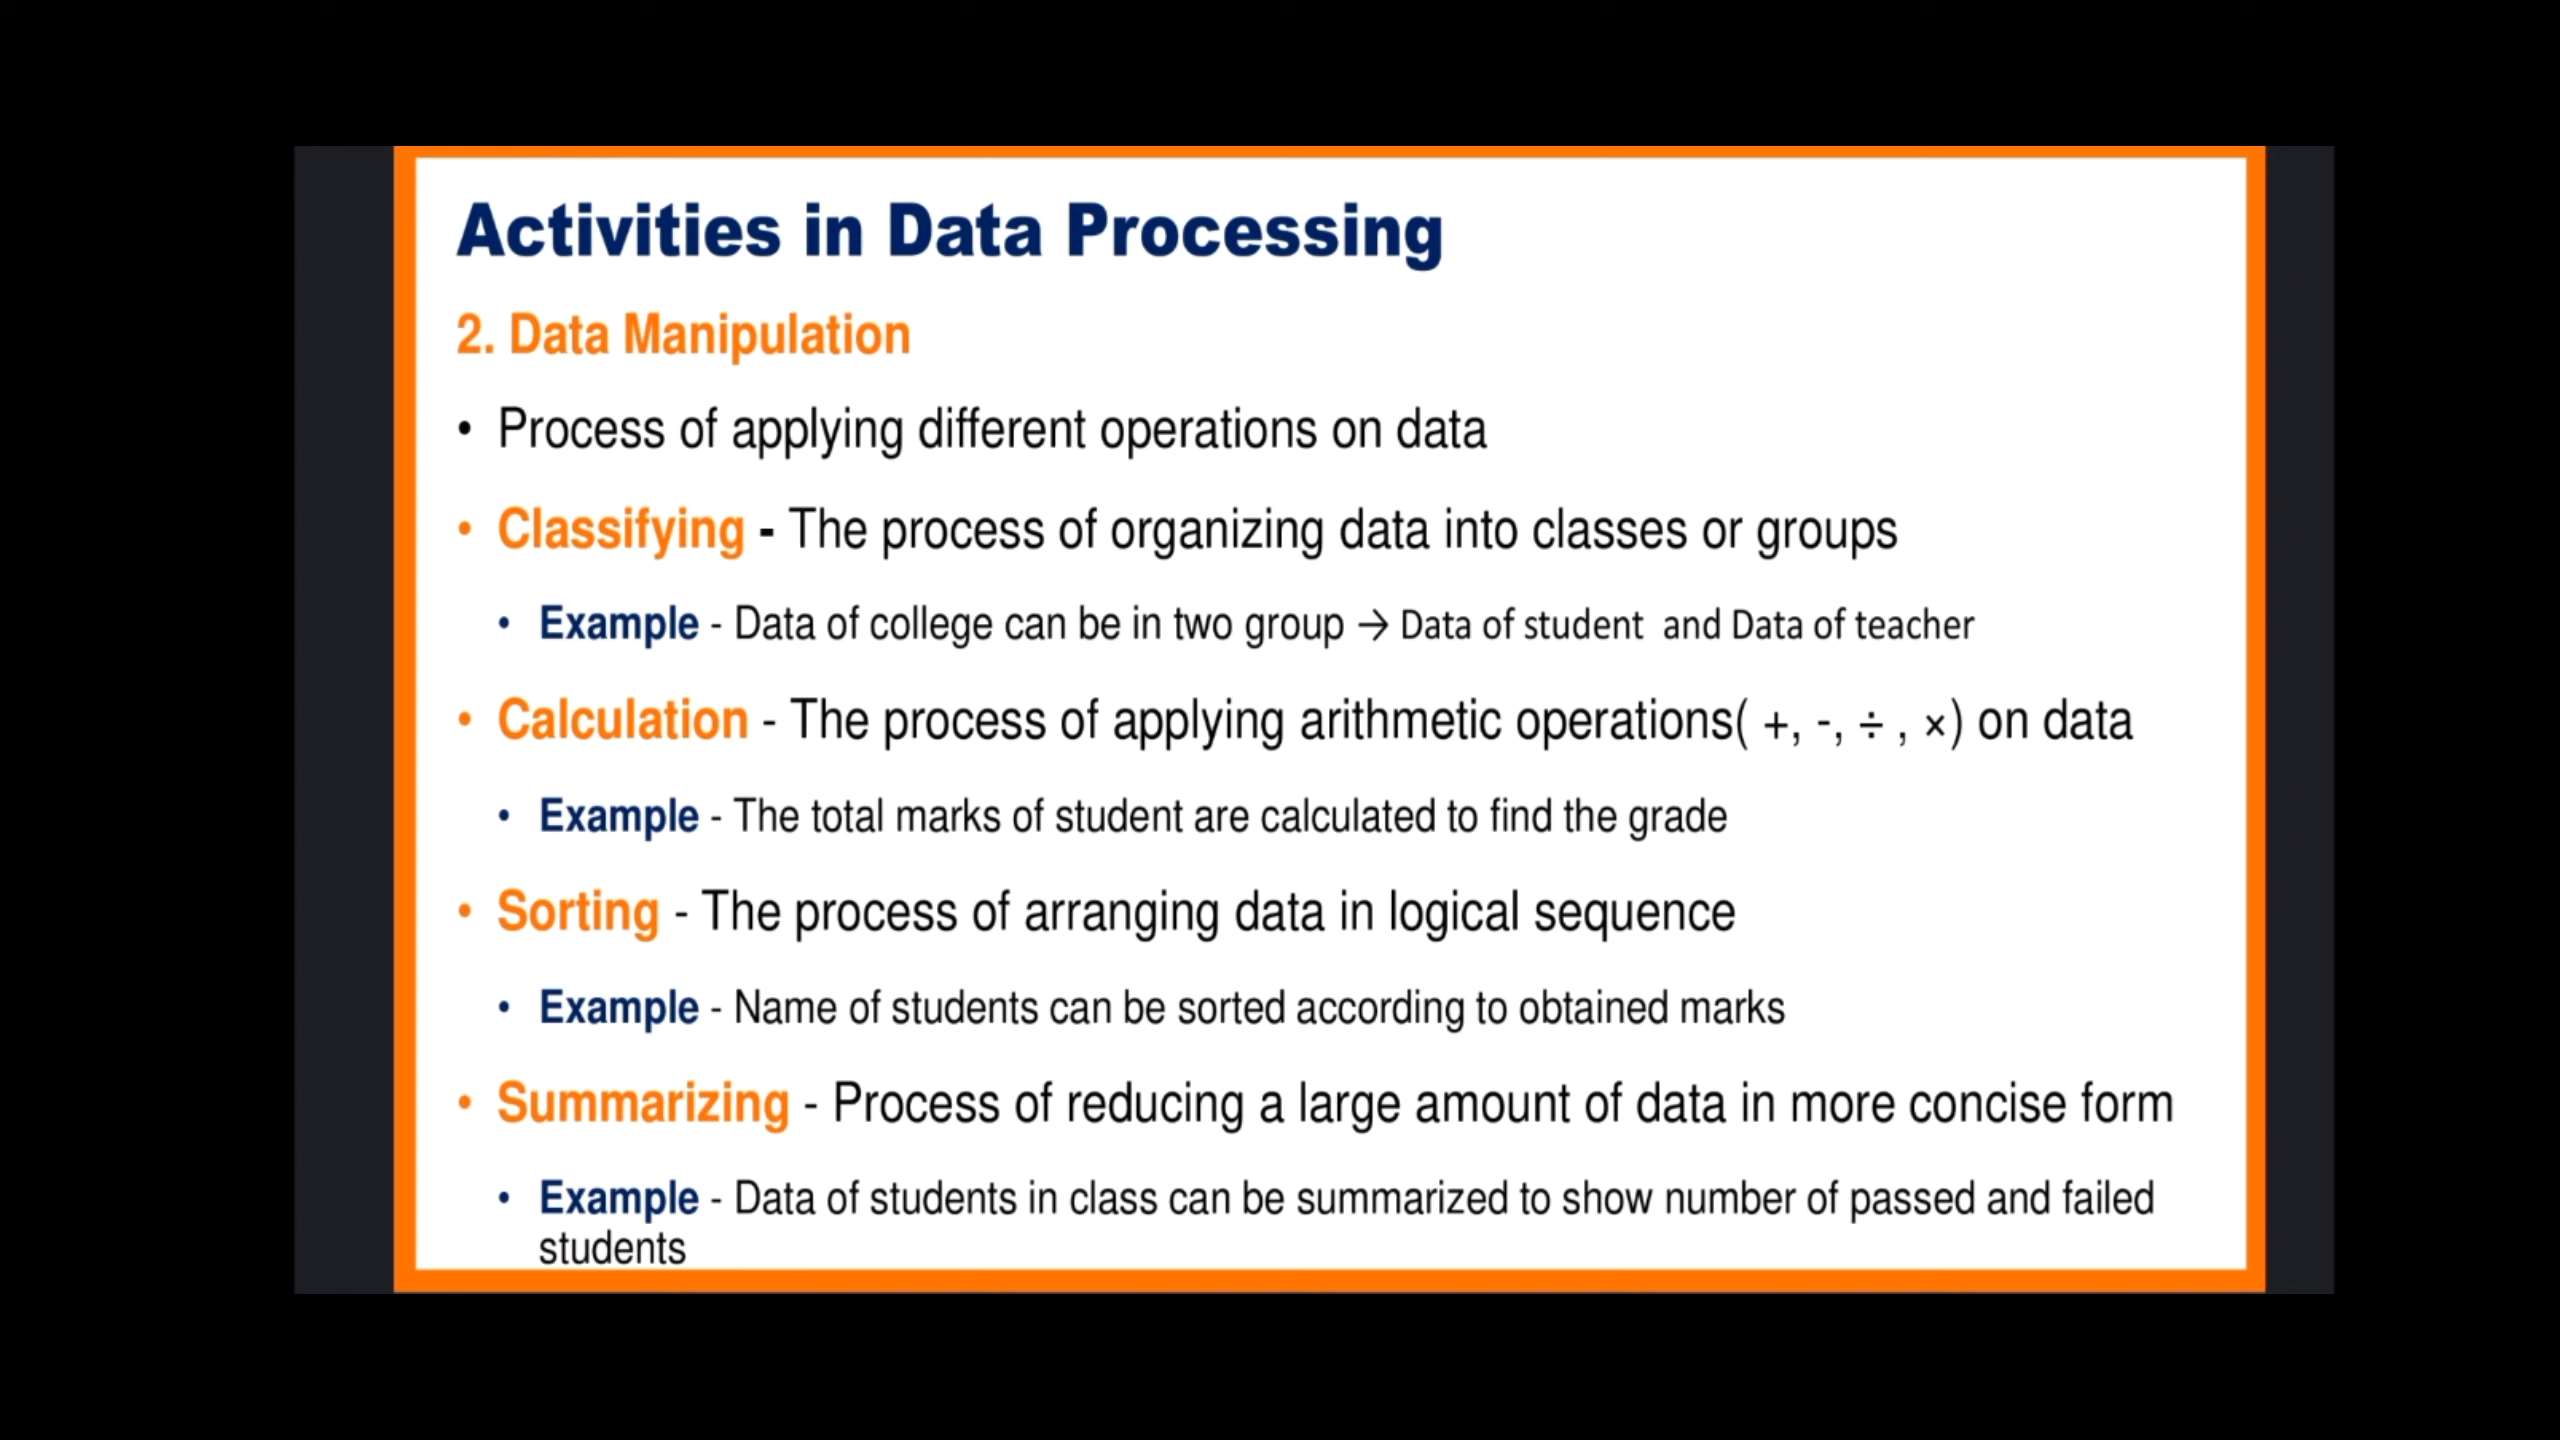 Activities in Data Processing
2. Data Manipulation
• Process of applying different operations on data
• Classifying - The process of organizing data into classes or groups
• Example - Data of college can be in two group → Data of student  and Data of teacher
• Calculation - The process of applying arithmetic operations( +, -, ÷ , ×) on data
• Example - The total marks of student are calculated to find the grade
• Sorting - The process of arranging data in logical sequence
• Example - Name of students can be sorted according to obtained marks
• Summarizing - Process of reducing a large amount of data in more concise form
• Example - Data of students in class can be summarized to show number of passed and failed
students